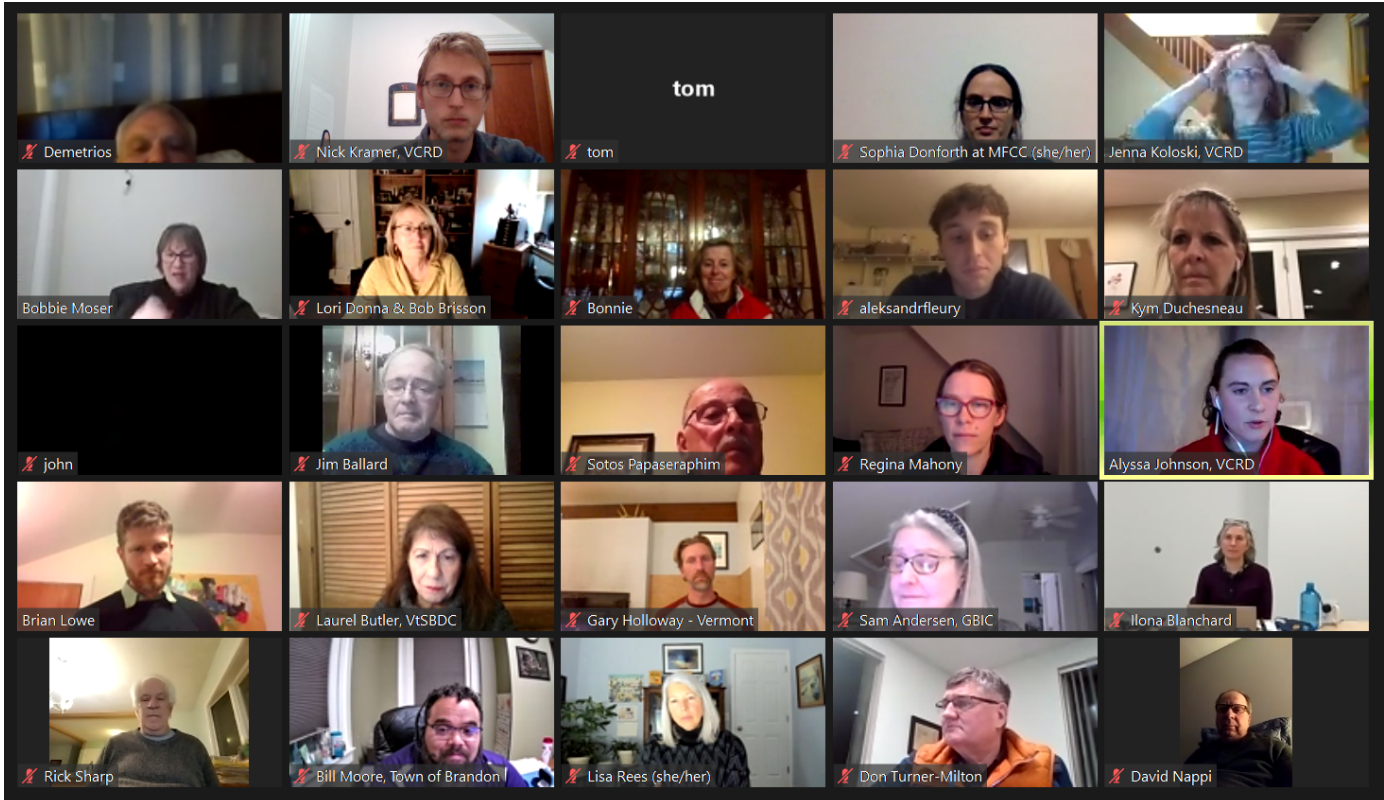 Demetrios
Nick Kramer, VCRD
tom
tom
Sophia Donforth at MFCC (she/her)
Jenna Koloski, VCRD
Bobbie Moser
Lori Donna & Bob Brisson
Bonnie
aleksandrfleury
Kym Duchesneau
john
Jim Ballard
Sotos Papaseraphim
Regina Mahony
Alyssa Johnson, VCRD
Brian Lowe
Laurel Butler, VtSBDC
Gary Holloway - Vermont
Sam Andersen, GBIC
Ilona Blanchard
Rick Sharp
Bill Moore, Town of Brandon
Lisa Rees (she/her)
Don Turner-Milton
David Nappi